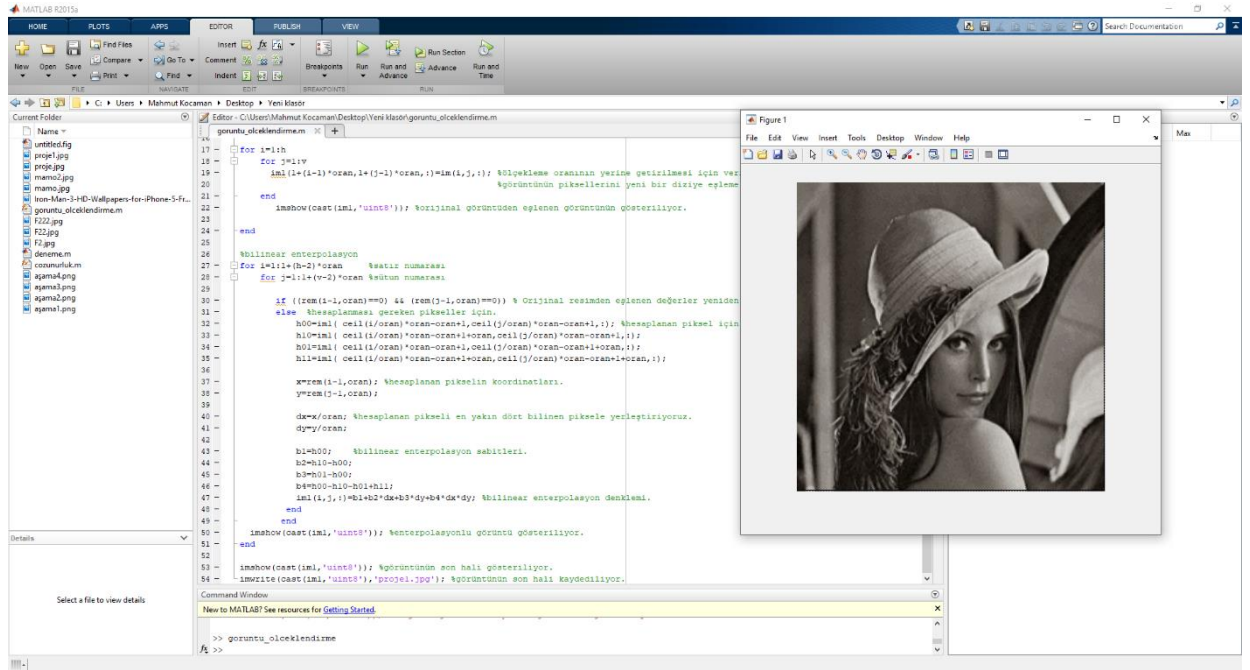 MATLAB R2015a
HOME PLOTS APPS EDITOR PUBLISH VIEW
Search Documentation
New Open Save Find Files Compare Print
Go To Find
Insert Comment Indent fx
Breakpoints Run Run and Advance Run Section Advance Run and Time
FILE NAVIGATE EDIT BREAKPOINTS RUN
C: Users Mahmut Kocaman Desktop Yeni klasör
Current Folder
Name
untitled.fig
proje1.jpg
proje.jpg
mamo2.jpg
mamo.jpg
Iron-Man-3-HD-Wallpapers-for-iPhone-5-Fr...
goruntu_olceklendirme.m
F222.jpg
F22.jpg
F2.jpg
deneme.m
cozunurluk.m
aşama4.png
aşama3.png
aşama2.png
aşama1.png
Details
Select a file to view details
Editor - C:\Users\Mahmut Kocaman\Desktop\Yeni klasör\goruntu_olceklendirme.m
goruntu_olceklendirme.m
16
17 - for i=1:h
18 - for j=1:v
19 - im1(1+(i-1)*oran,1+(j-1)*oran,:)=im(i,j,:); %ölçekleme oranının yerine getirilmesi için ver
20 %görüntünün piksellerini yeni bir diziye eşleme
21 - end
22 - imshow(cast(im1,'uint8')); %orijinal görüntüden eşlenen görüntünün gösteriliyor.
23
24 - end
25
26 %bilinear enterpolasyon
27 - for i=1:1+(h-2)*oran %satır numarası
28 - for j=1:1+(v-2)*oran %sütun numarası
29
30 - if ((rem(i-1,oran)==0) && (rem(j-1,oran)==0)) % Orijinal resimden eşlenen değerler yeniden
31 - else %hesaplanması gereken pikseller için.
32 - h00=im1( ceil(i/oran)*oran-oran+1,ceil(j/oran)*oran-oran+1,:); %hesaplanan piksel için
33 - h10=im1( ceil(i/oran)*oran-oran+1+oran,ceil(j/oran)*oran-oran+1,:);
34 - h01=im1( ceil(i/oran)*oran-oran+1,ceil(j/oran)*oran-oran+1+oran,:);
35 - h11=im1( ceil(i/oran)*oran-oran+1+oran,ceil(j/oran)*oran-oran+1+oran,:);
36
37 - x=rem(i-1,oran); %hesaplanan pikselin koordinatları.
38 - y=rem(j-1,oran);
39
40 - dx=x/oran; %hesaplanan pikseli en yakın dört bilinen piksele yerleştiriyoruz.
41 - dy=y/oran;
42
43 - b1=h00; %bilinear enterpolasyon sabitleri.
44 - b2=h10-h00;
45 - b3=h01-h00;
46 - b4=h00-h10-h01+h11;
47 - im1(i,j,:)=b1+b2*dx+b3*dy+b4*dx*dy; %bilinear enterpolasyon denklemi.
48 - end
49 - end
50 - imshow(cast(im1,'uint8')); %enterpolasyonlu görüntü gösteriliyor.
51 - end
52
53 - imshow(cast(im1,'uint8')); %görüntünün son hali gösteriliyor.
54 - imwrite(cast(im1,'uint8'),'proje1.jpg'); %görüntünün son hali kaydediliyor.
Command Window
New to MATLAB? See resources for Getting Started.
>> goruntu_olceklendirme
fx >>
Figure 1
File Edit View Insert Tools Desktop Window Help
Max